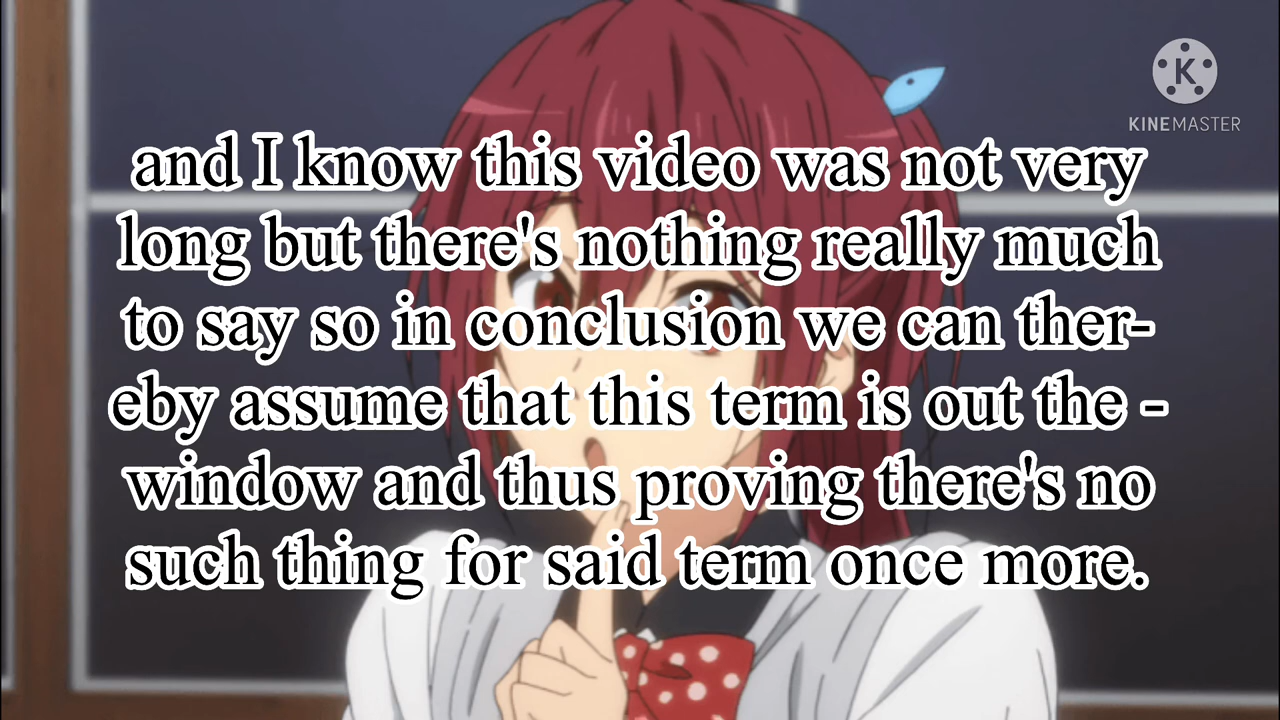 KINEMASTER
and I know this video was not very
long but there's nothing really much
to say so in conclusion we can ther-
eby assume that this term is out the -
window and thus proving there's no
such thing for said term once more.